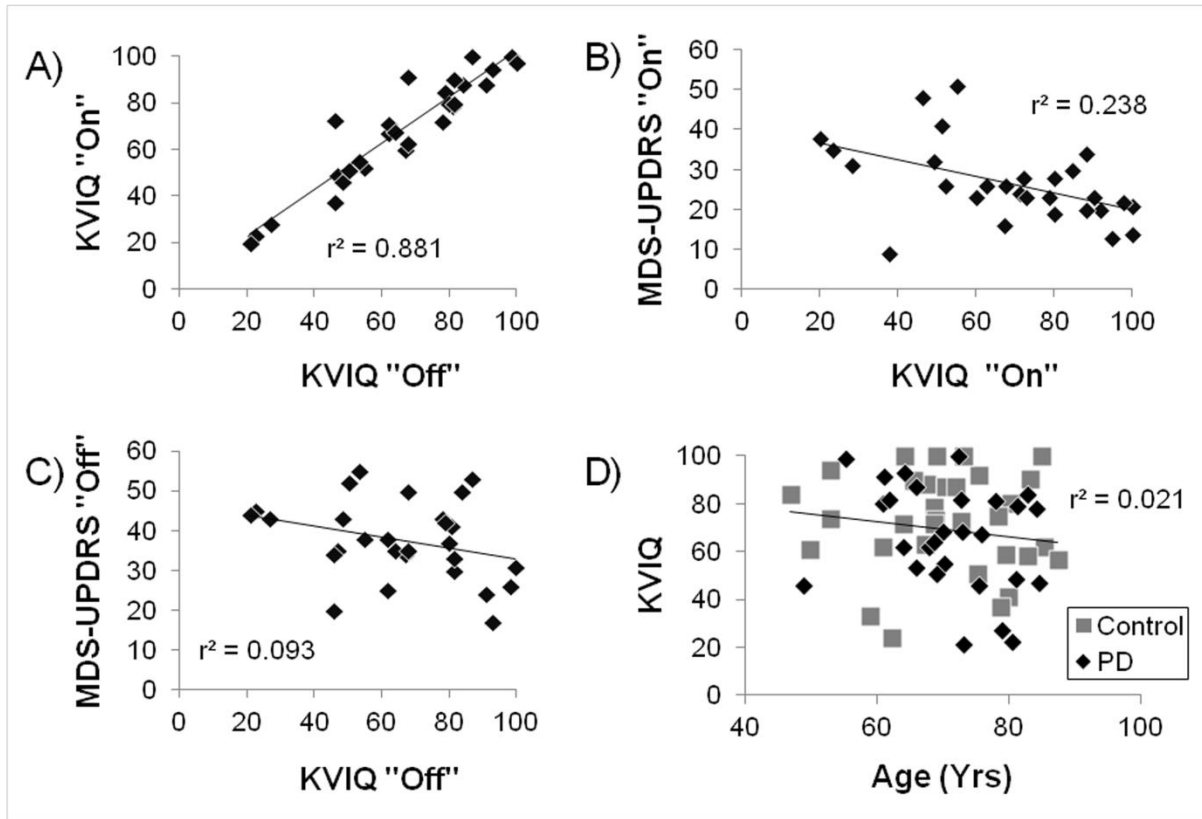 A)
KVIQ "On"
100
80
60
40
20
0
r² = 0.881
0 20 40 60 80 100
KVIQ "Off"
B)
MDS-UPDRS "On"
60
50
40
30
20
10
0
r² = 0.238
0 20 40 60 80 100
KVIQ "On"
C)
MDS-UPDRS "Off"
60
50
40
30
20
10
0
r² = 0.093
0 20 40 60 80 100
KVIQ "Off"
D)
KVIQ
100
80
60
40
20
0
r² = 0.021
Control
PD
40 60 80 100
Age (Yrs)